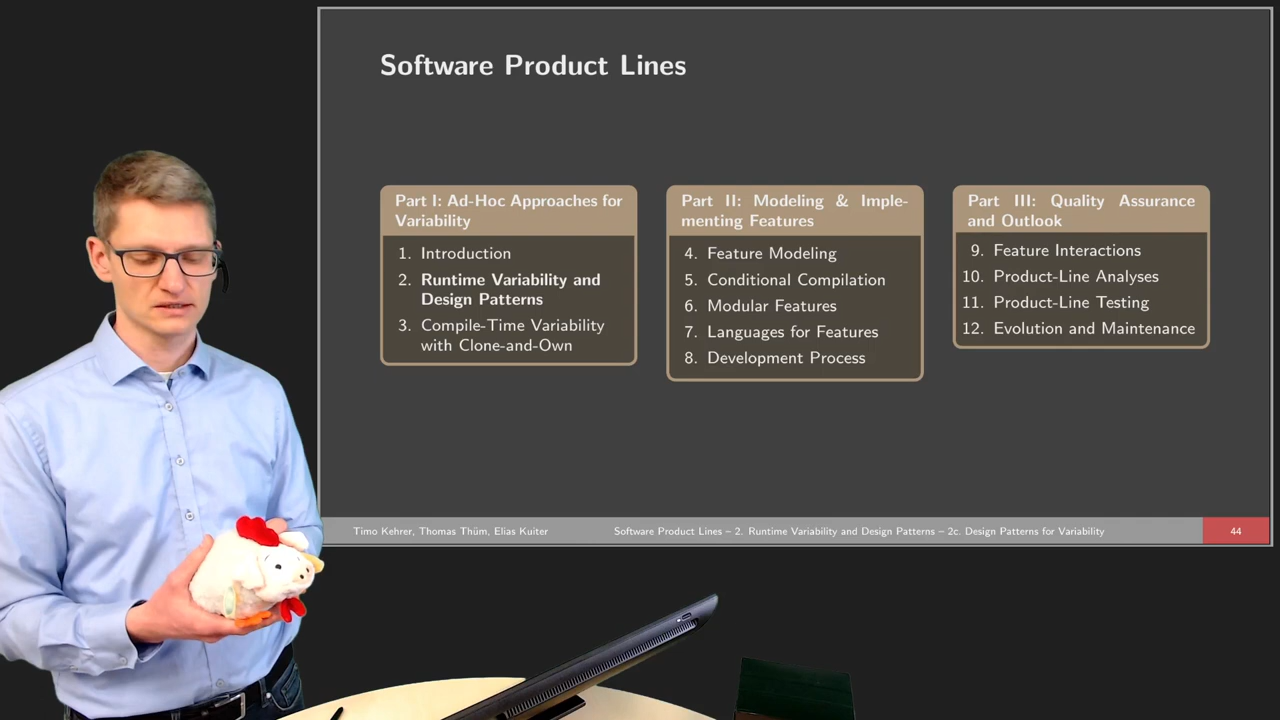 Software Product Lines
Part I: Ad-Hoc Approaches for
Variability
1. Introduction
2. Runtime Variability and
Design Patterns
3. Compile-Time Variability
with Clone-and-Own
Part II: Modeling & Imple-
menting Features
4. Feature Modeling
5. Conditional Compilation
6. Modular Features
7. Languages for Features
8. Development Process
Part III: Quality Assurance
and Outlook
9. Feature Interactions
10. Product-Line Analyses
11. Product-Line Testing
12. Evolution and Maintenance
Timo Kehrer, Thomas Thüm, Elias Kuiter
Software Product Lines – 2. Runtime Variability and Design Patterns – 2c. Design Patterns for Variability
44